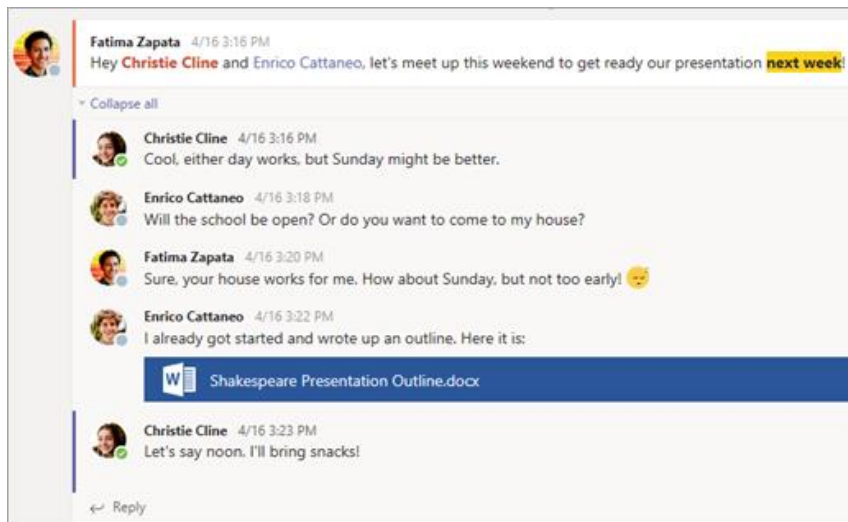 Fatima Zapata 4/16 3:16 PM
Hey Christie Cline and Enrico Cattaneo, let's meet up this weekend to get ready our presentation next week!
Collapse all
Christie Cline 4/16 3:16 PM
Cool, either day works, but Sunday might be better.
Enrico Cattaneo 4/16 3:18 PM
Will the school be open? Or do you want to come to my house?
Fatima Zapata 4/16 3:20 PM
Sure, your house works for me. How about Sunday, but not too early! 😴
Enrico Cattaneo 4/16 3:22 PM
I already got started and wrote up an outline. Here it is:
W Shakespeare Presentation Outline.docx
Christie Cline 4/16 3:23 PM
Let's say noon. I'll bring snacks!
Reply